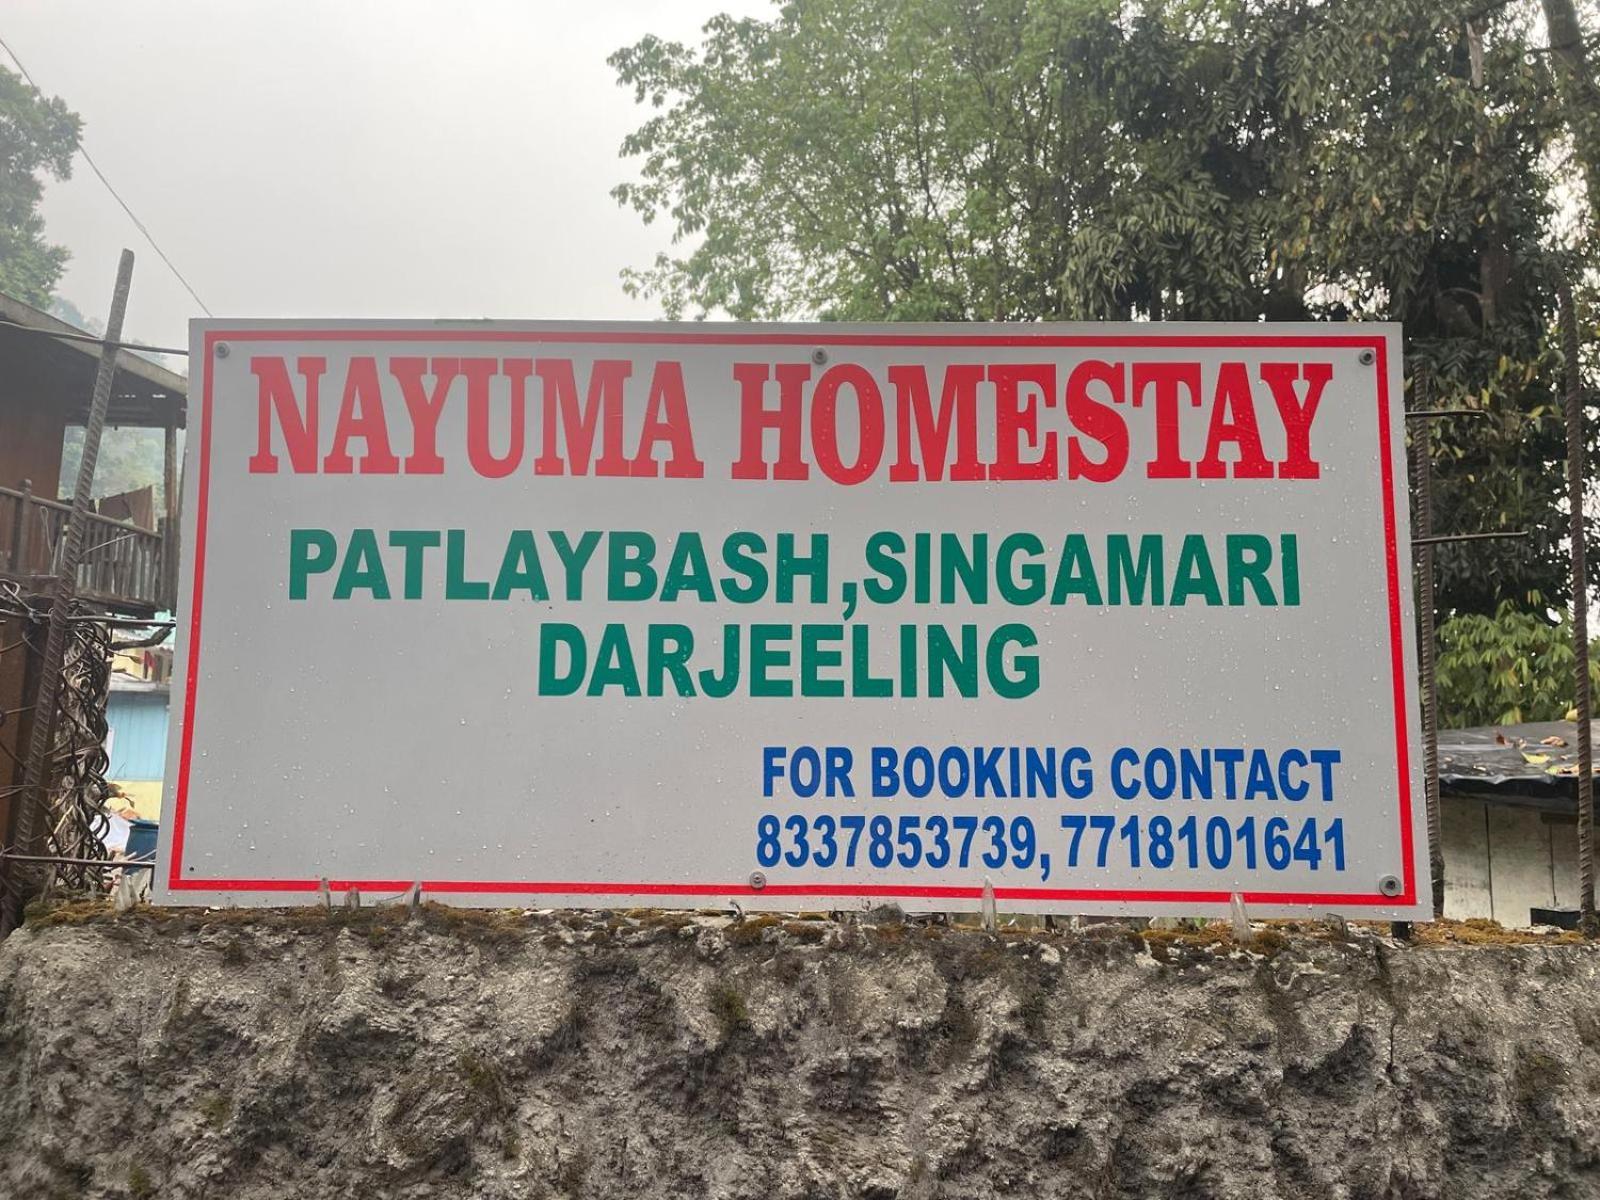 NAYUMA HOMESTAY
PATLAYBASH,SINGAMARI
DARJEELING
FOR BOOKING CONTACT
8337853739, 7718101641